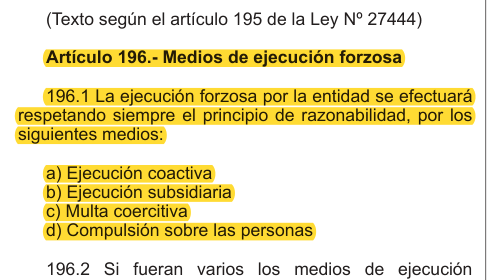 (Texto según el artículo 195 de la Ley Nº 27444)
Artículo 196.- Medios de ejecución forzosa
196.1 La ejecución forzosa por la entidad se efectuará
respetando siempre el principio de razonabilidad, por los
siguientes medios:
a) Ejecución coactiva
b) Ejecución subsidiaria
c) Multa coercitiva
d) Compulsión sobre las personas
196.2 Si fueran varios los medios de ejecución